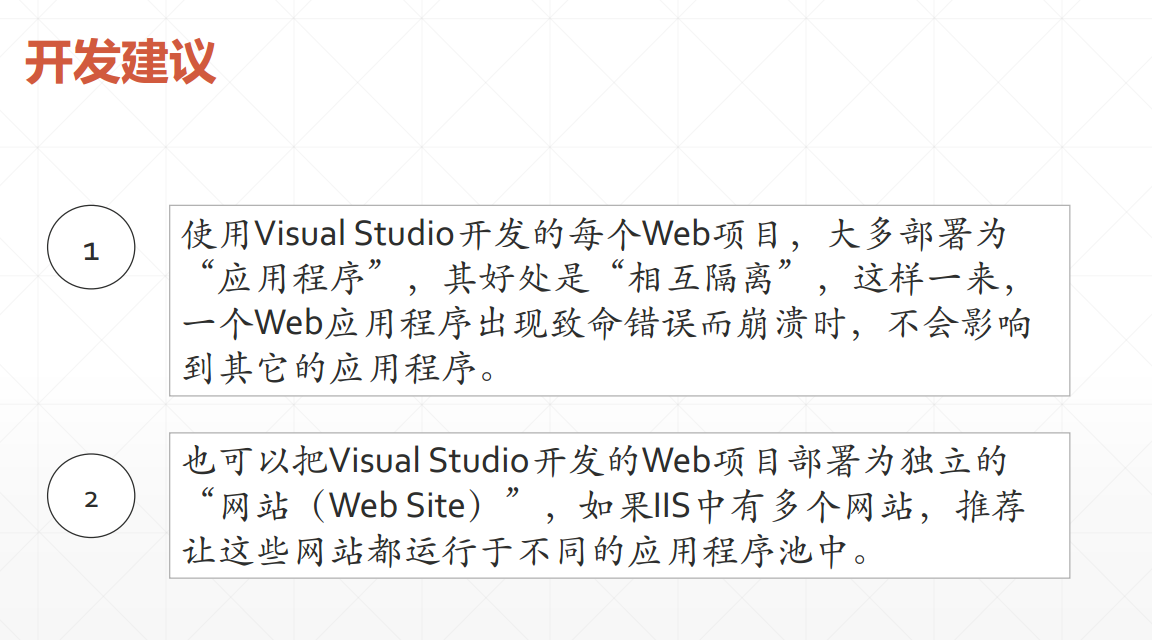 开发建议
1
使用Visual Studio开发的每个Web项目，大多部署为
“应用程序”，其好处是“相互隔离”，这样一来，
一个Web应用程序出现致命错误而崩溃时，不会影响
到其它的应用程序。
2
也可以把Visual Studio开发的Web项目部署为独立的
“网站（Web Site）”，如果IIS中有多个网站，推荐
让这些网站都运行于不同的应用程序池中。